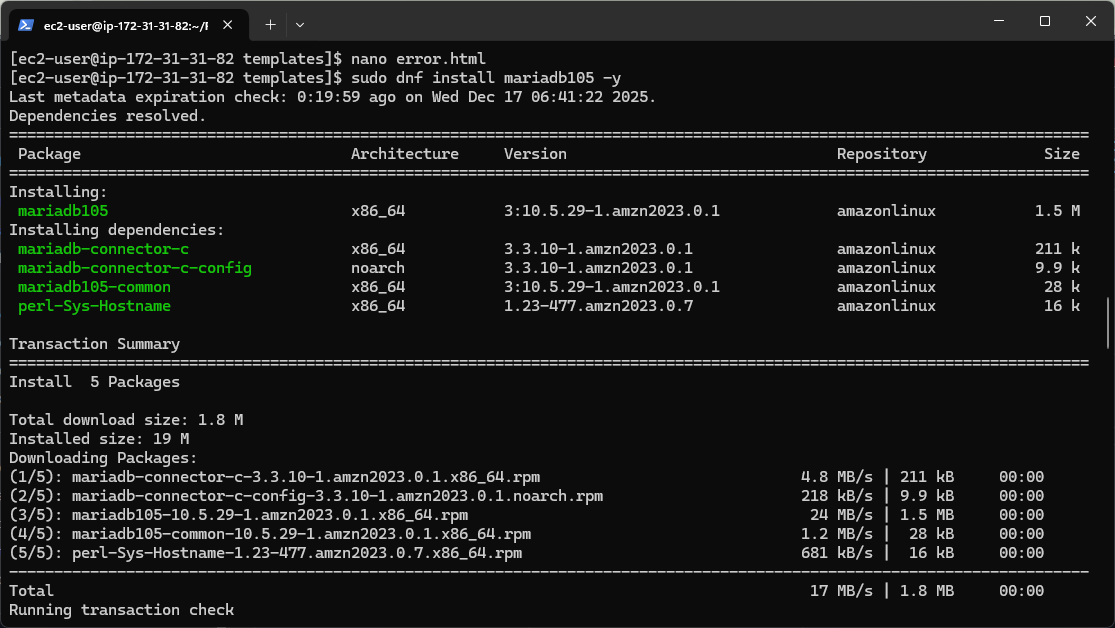 ec2-user@ip-172-31-31-82:~/F
[ec2-user@ip-172-31-31-82 templates]$ nano error.html
[ec2-user@ip-172-31-31-82 templates]$ sudo dnf install mariadb105 -y
Last metadata expiration check: 0:19:59 ago on Wed Dec 17 06:41:22 2025.
Dependencies resolved.
================================================================================
Package Architecture Version Repository Size
================================================================================
Installing:
mariadb105 x86_64 3:10.5.29-1.amzn2023.0.1 amazonlinux 1.5 M
Installing dependencies:
mariadb-connector-c x86_64 3.3.10-1.amzn2023.0.1 amazonlinux 211 k
mariadb-connector-c-config noarch 3.3.10-1.amzn2023.0.1 amazonlinux 9.9 k
mariadb105-common x86_64 3:10.5.29-1.amzn2023.0.1 amazonlinux 28 k
perl-Sys-Hostname x86_64 1.23-477.amzn2023.0.7 amazonlinux 16 k
Transaction Summary
================================================================================
Install 5 Packages
Total download size: 1.8 M
Installed size: 19 M
Downloading Packages:
(1/5): mariadb-connector-c-3.3.10-1.amzn2023.0.1.x86_64.rpm 4.8 MB/s | 211 kB 00:00
(2/5): mariadb-connector-c-config-3.3.10-1.amzn2023.0.1.noarch.rpm 218 kB/s | 9.9 kB 00:00
(3/5): mariadb105-10.5.29-1.amzn2023.0.1.x86_64.rpm 24 MB/s | 1.5 MB 00:00
(4/5): mariadb105-common-10.5.29-1.amzn2023.0.1.x86_64.rpm 1.2 MB/s | 28 kB 00:00
(5/5): perl-Sys-Hostname-1.23-477.amzn2023.0.7.x86_64.rpm 681 kB/s | 16 kB 00:00
--------------------------------------------------------------------------------
Total 17 MB/s | 1.8 MB 00:00
Running transaction check